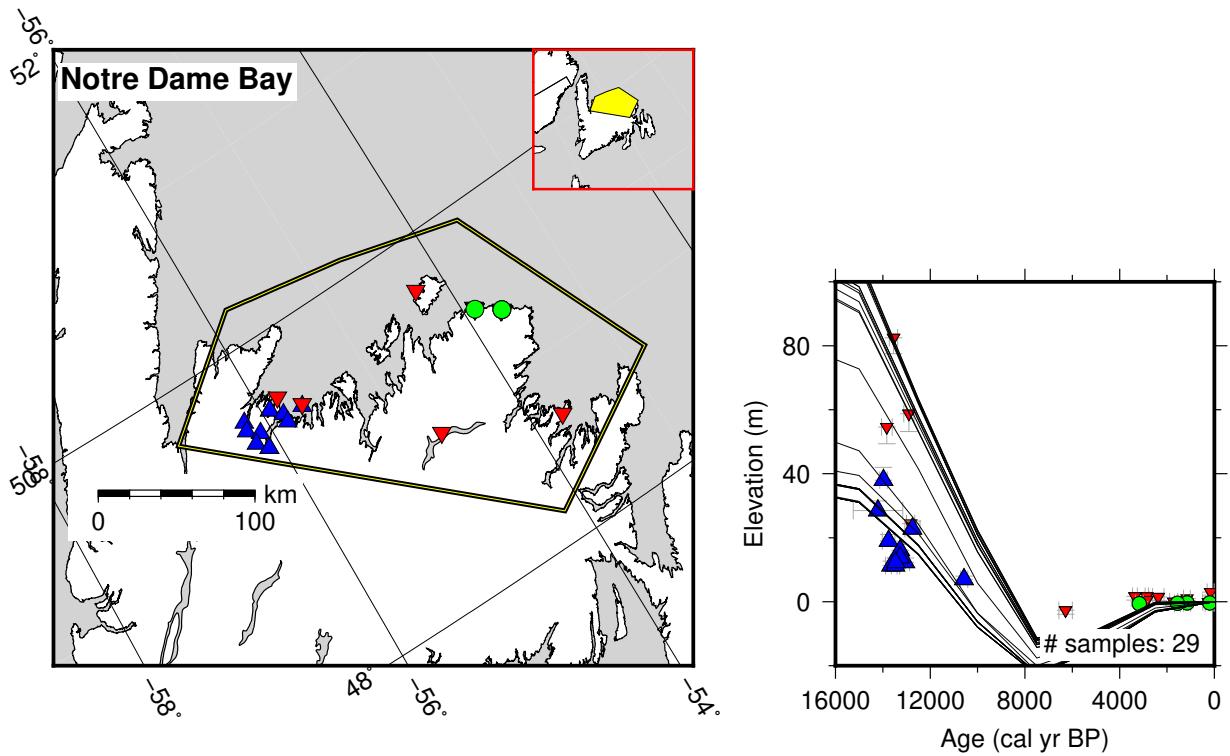 −56°
52°
Notre Dame Bay
−58°
50°
km
0 100
−58°
48°
−56°
−54°
80
40
0
Elevation (m)
# samples: 29
16000 12000 8000 4000 0
Age (cal yr BP)